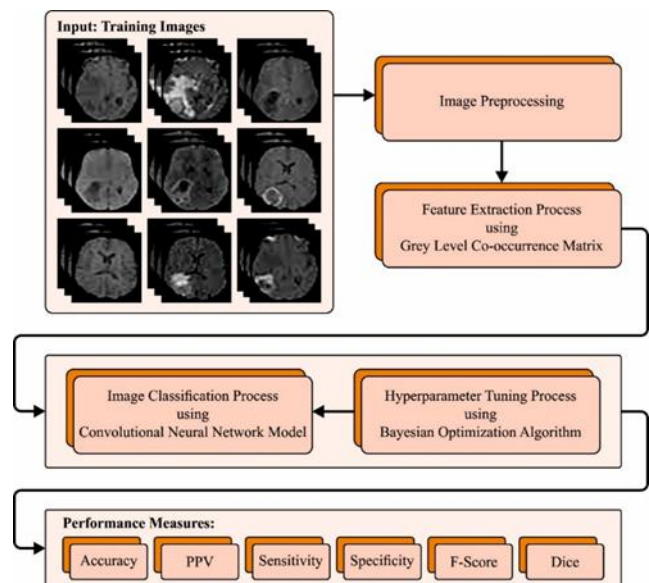 Input: Training Images
Image Preprocessing
Feature Extraction Process
using
Grey Level Co-occurrence Matrix
Image Classification Process
using
Convolutional Neural Network Model
Hyperparameter Tuning Process
using
Bayesian Optimization Algorithm
Performance Measures:
Accuracy
PPV
Sensitivity
Specificity
F-Score
Dice